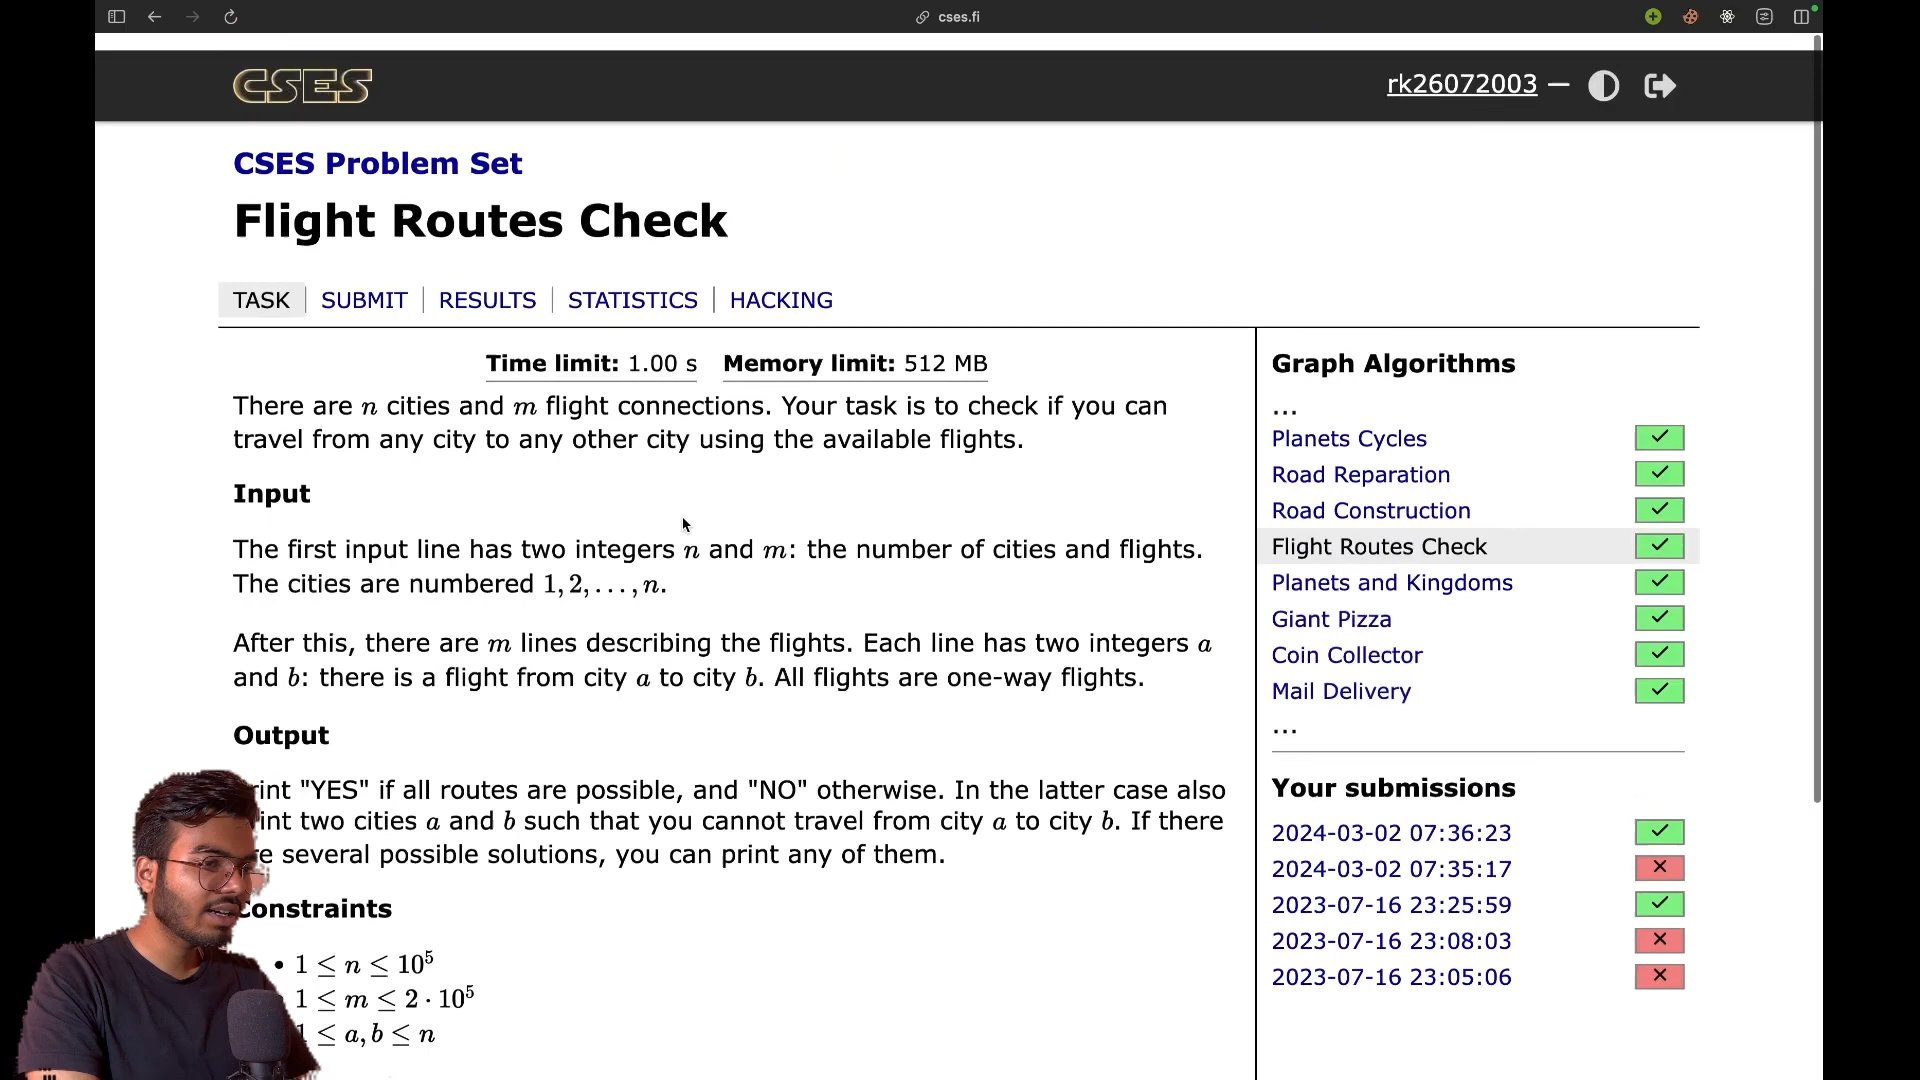 cses.fi
CSES
rk26072003 —
CSES Problem Set
Flight Routes Check
TASK | SUBMIT | RESULTS | STATISTICS | HACKING
Time limit: 1.00 s Memory limit: 512 MB
There are n cities and m flight connections. Your task is to check if you can
travel from any city to any other city using the available flights.
Input
The first input line has two integers n and m: the number of cities and flights.
The cities are numbered 1, 2, . . . , n.
After this, there are m lines describing the flights. Each line has two integers a
and b: there is a flight from city a to city b. All flights are one-way flights.
Output
rint "YES" if all routes are possible, and "NO" otherwise. In the latter case also
int two cities a and b such that you cannot travel from city a to city b. If there
e several possible solutions, you can print any of them.
Constraints
• 1 ≤ n ≤ 10⁵
1 ≤ m ≤ 2 · 10⁵
1 ≤ a, b ≤ n
Graph Algorithms
...
Planets Cycles
Road Reparation
Road Construction
Flight Routes Check
Planets and Kingdoms
Giant Pizza
Coin Collector
Mail Delivery
...
Your submissions
2024-03-02 07:36:23
2024-03-02 07:35:17
2023-07-16 23:25:59
2023-07-16 23:08:03
2023-07-16 23:05:06